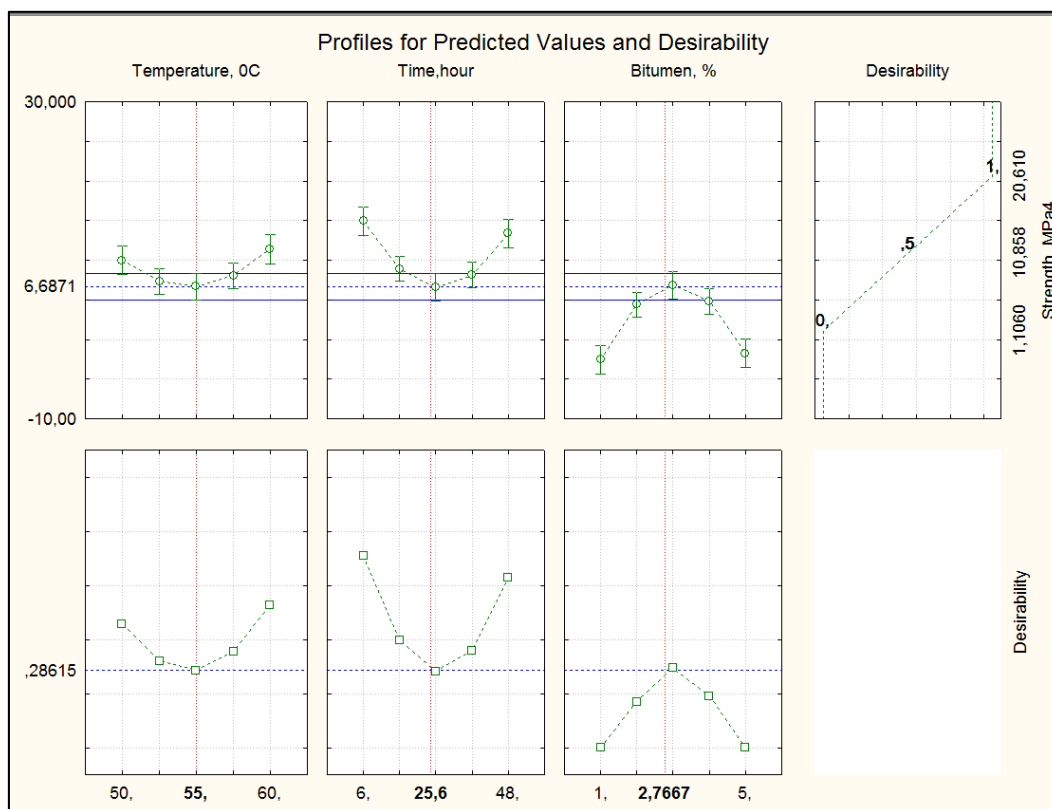 Profiles for Predicted Values and Desirability
Temperature, 0C
Time,hour
Bitumen, %
Desirability
30,000
6,6871
-10,00
1,
,5
0,
20,610
10,858
1,1060
Strength, MPa4
,28615
Desirability
50,
55,
60,
6,
25,6
48,
1,
2,7667
5,